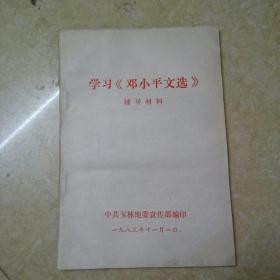 学习《邓小平文选》
辅导材料
中共玉林地委宣传部编印
一九八三年十一月一日。